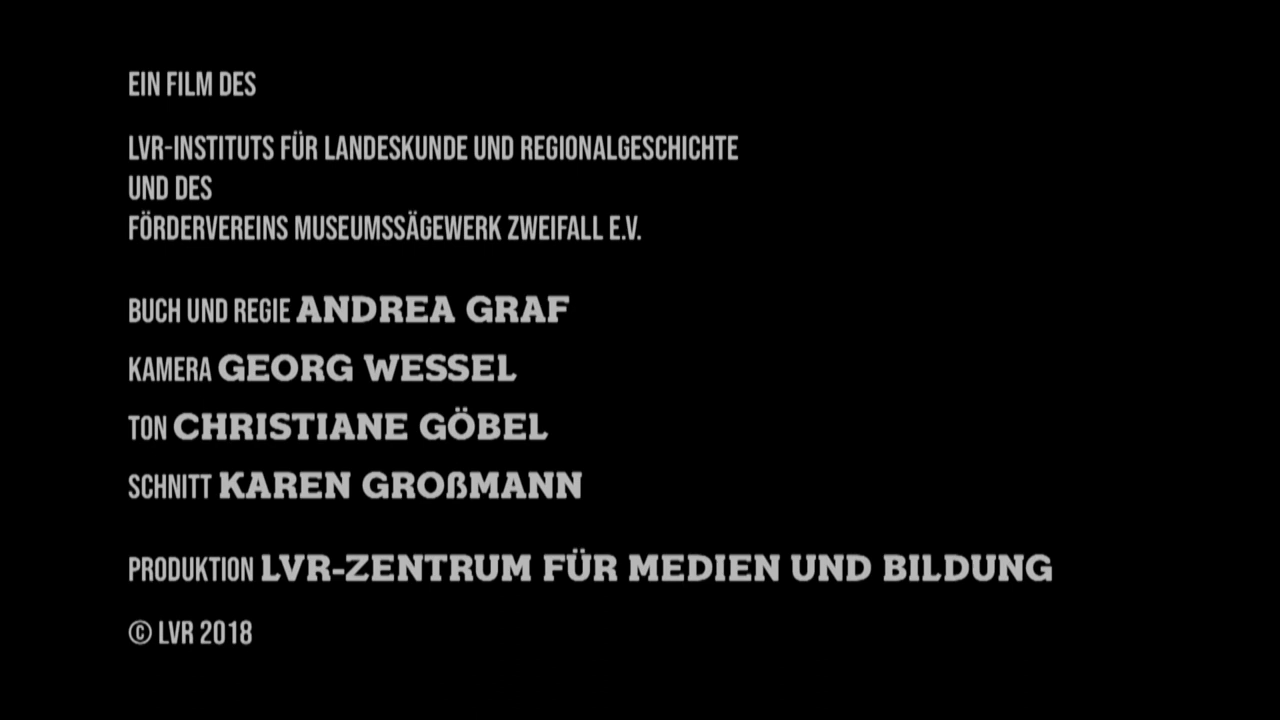 EIN FILM DES
LVR-INSTITUTS FÜR LANDESKUNDE UND REGIONALGESCHICHTE
UND DES
FÖRDERVEREINS MUSEUMSSÄGEWERK ZWEIFALL E.V.
BUCH UND REGIE ANDREA GRAF
KAMERA GEORG WESSEL
TON CHRISTIANE GÖBEL
SCHNITT KAREN GROßMANN
PRODUKTION LVR-ZENTRUM FÜR MEDIEN UND BILDUNG
© LVR 2018